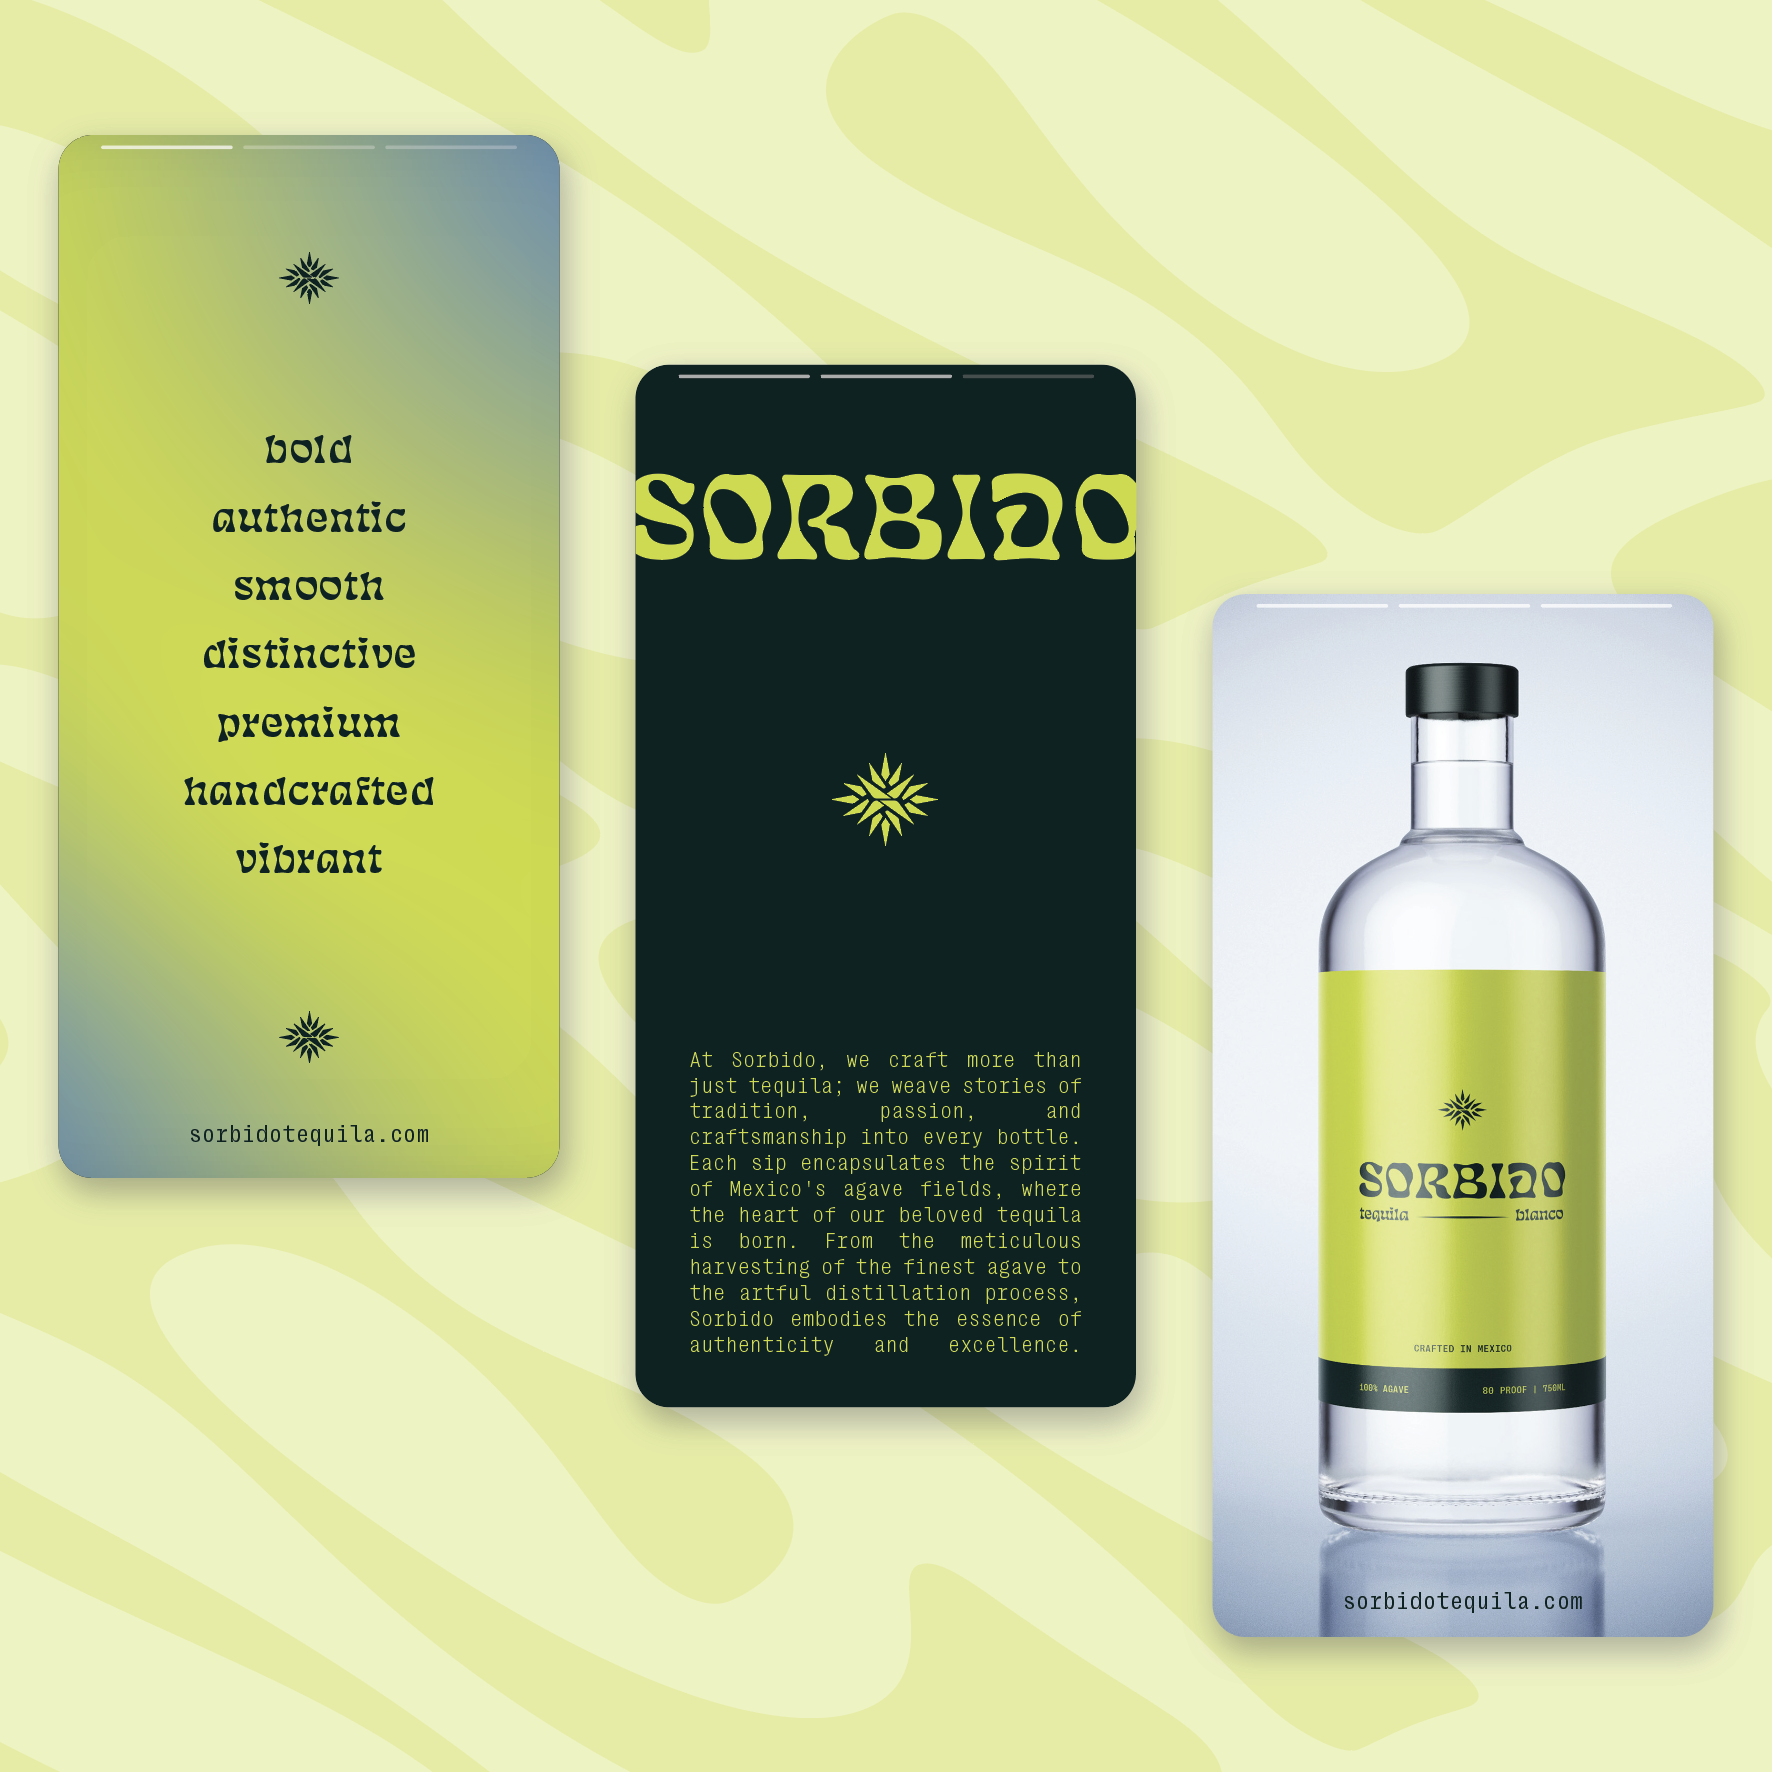 bold
authentic
smooth
distinctive
premium
handcrafted
vibrant
sorbidotequila.com
SORBIDO
At Sorbido, we craft more than
just tequila; we weave stories of
tradition, passion, and
craftsmanship into every bottle.
Each sip encapsulates the spirit
of Mexico's agave fields, where
the heart of our beloved tequila
is born. From the meticulous
harvesting of the finest agave to
the artful distillation process,
Sorbido embodies the essence of
authenticity and excellence.
SORBIDO
tequila blanco
CRAFTED IN MEXICO
100% AGAVE 80 PROOF | 750ML
sorbidotequila.com